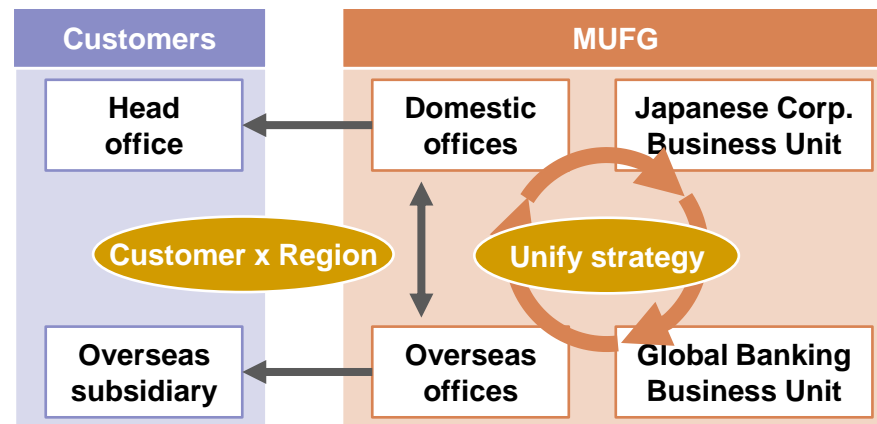 Customers
MUFG
Head
office
Domestic
offices
Japanese Corp.
Business Unit
Customer x Region
Unify strategy
Overseas
subsidiary
Overseas
offices
Global Banking
Business Unit